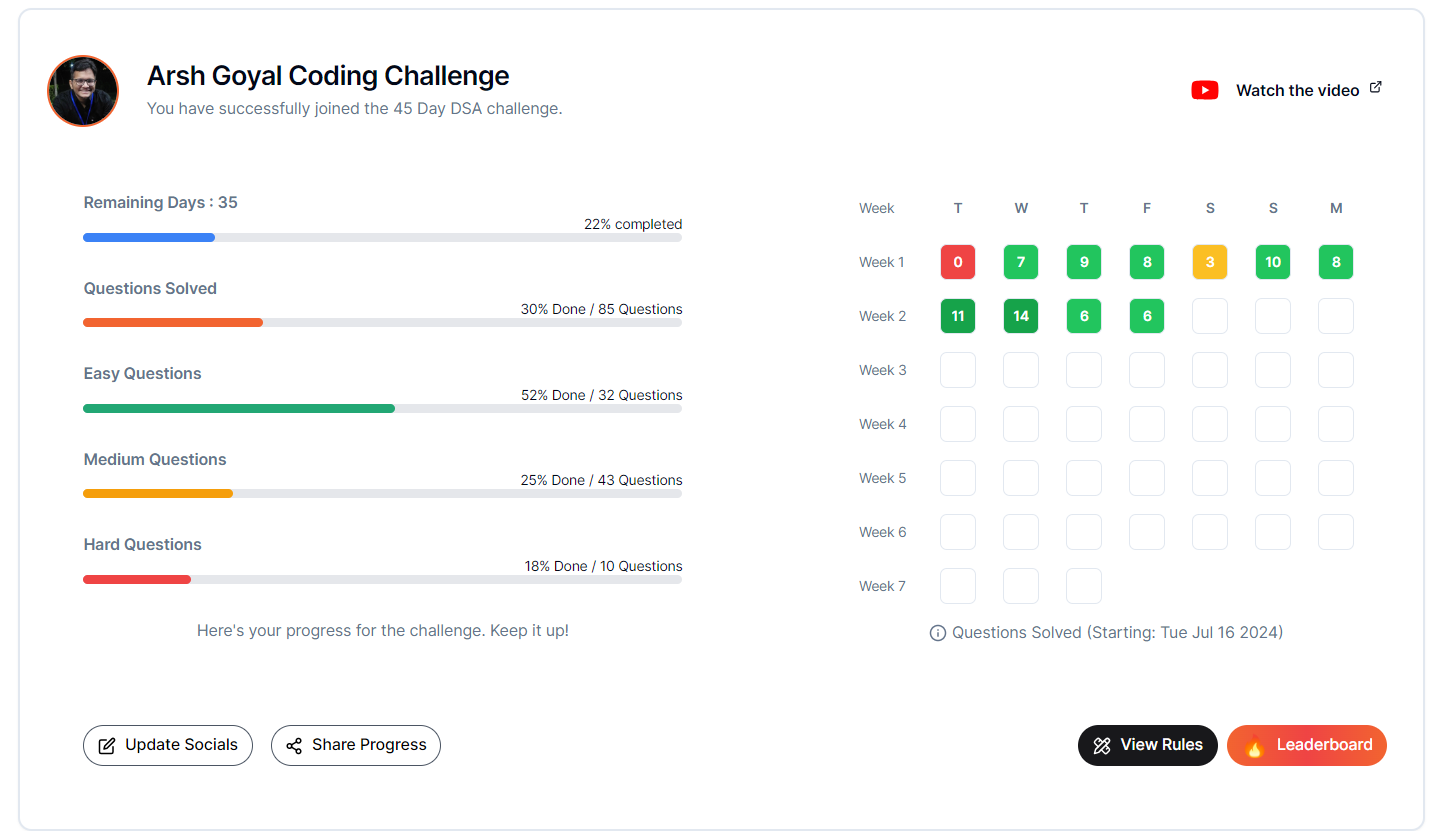 Arsh Goyal Coding Challenge
You have successfully joined the 45 Day DSA challenge.
Watch the video
Remaining Days : 35
22% completed
Questions Solved
30% Done / 85 Questions
Easy Questions
52% Done / 32 Questions
Medium Questions
25% Done / 43 Questions
Hard Questions
18% Done / 10 Questions
Here's your progress for the challenge. Keep it up!
Week T W T F S S M
Week 1 0 7 9 8 3 10 8
Week 2 11 14 6 6
Week 3
Week 4
Week 5
Week 6
Week 7
Questions Solved (Starting: Tue Jul 16 2024)
Update Socials
Share Progress
View Rules
Leaderboard